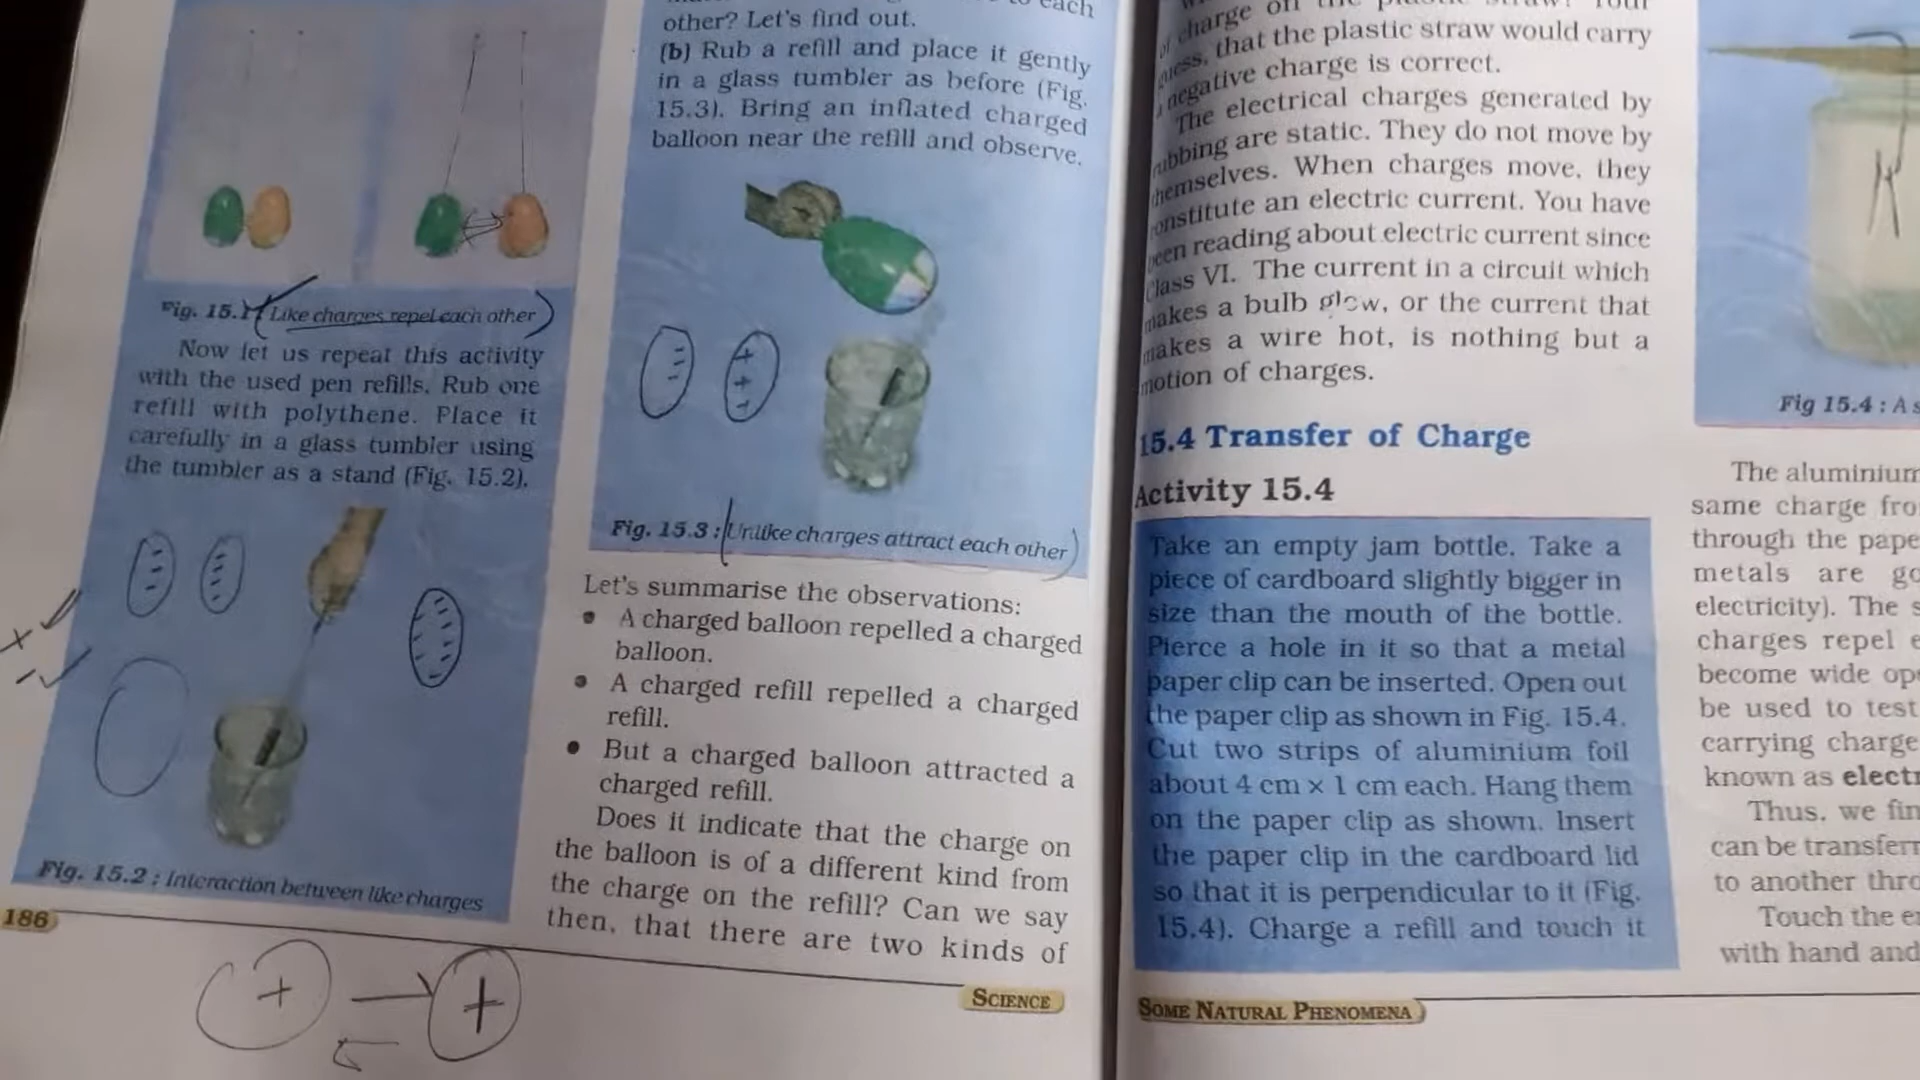 Fig. 15.1 Like charges repel each other
Now let us repeat this activity
with the used pen refills. Rub one
refill with polythene. Place it
carefully in a glass tumbler using
the tumbler as a stand (Fig. 15.2).
Fig. 15.2 : Interaction between like charges
186
+
-
+
+
each
other? Let's find out.
(b) Rub a refill and place it gently
in a glass tumbler as before (Fig.
15.3). Bring an inflated charged
balloon near the refill and observe.
Fig. 15.3 : Unlike charges attract each other
Let's summarise the observations:
• A charged balloon repelled a charged
balloon.
• A charged refill repelled a charged
refill.
• But a charged balloon attracted a
charged refill.
Does it indicate that the charge on
the balloon is of a different kind from
the charge on the refill? Can we say
then, that there are two kinds of
SCIENCE
of charge on the plastic straw? Your
guess, that the plastic straw would carry
negative charge is correct.
The electrical charges generated by
rubbing are static. They do not move by
themselves. When charges move, they
constitute an electric current. You have
been reading about electric current since
Class VI. The current in a circuit which
makes a bulb glow, or the current that
makes a wire hot, is nothing but a
motion of charges.
15.4 Transfer of Charge
Activity 15.4
Take an empty jam bottle. Take a
piece of cardboard slightly bigger in
size than the mouth of the bottle.
Pierce a hole in it so that a metal
paper clip can be inserted. Open out
the paper clip as shown in Fig. 15.4.
Cut two strips of aluminium foil
about 4 cm × 1 cm each. Hang them
on the paper clip as shown. Insert
the paper clip in the cardboard lid
so that it is perpendicular to it (Fig.
15.4). Charge a refill and touch it
SOME NATURAL PHENOMENA
Fig 15.4 : A s
The aluminium
same charge fro
through the pape
metals are go
electricity). The s
charges repel e
become wide ope
be used to test
carrying charge
known as electr
Thus, we fin
can be transferr
to another thro
Touch the e
with hand and